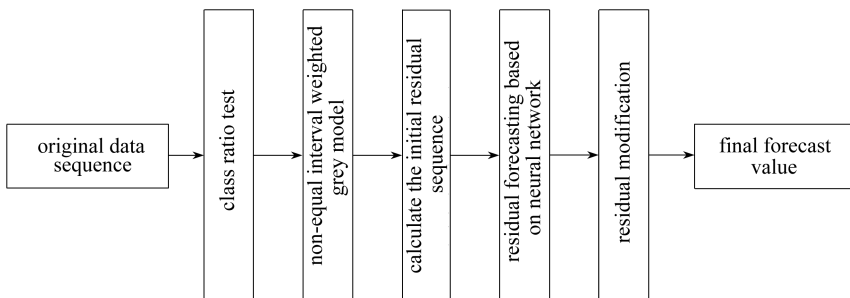 original data
sequence
class ratio test
non-equal interval weighted
grey model
calculate the initial residual
sequence
residual forecasting based
on neural network
residual modification
final forecast
value